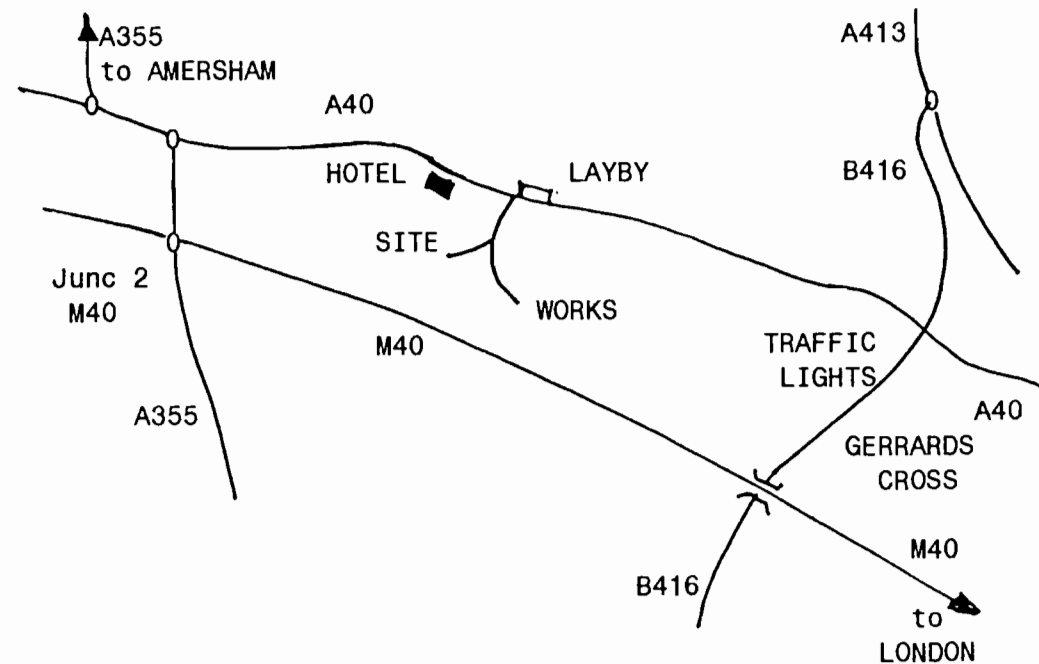 A355
to AMERSHAM
A413
A40
HOTEL
LAYBY
B416
SITE
Junc 2
M40
WORKS
M40
TRAFFIC
LIGHTS
A355
A40
GERRARDS
CROSS
M40
B416
to
LONDON